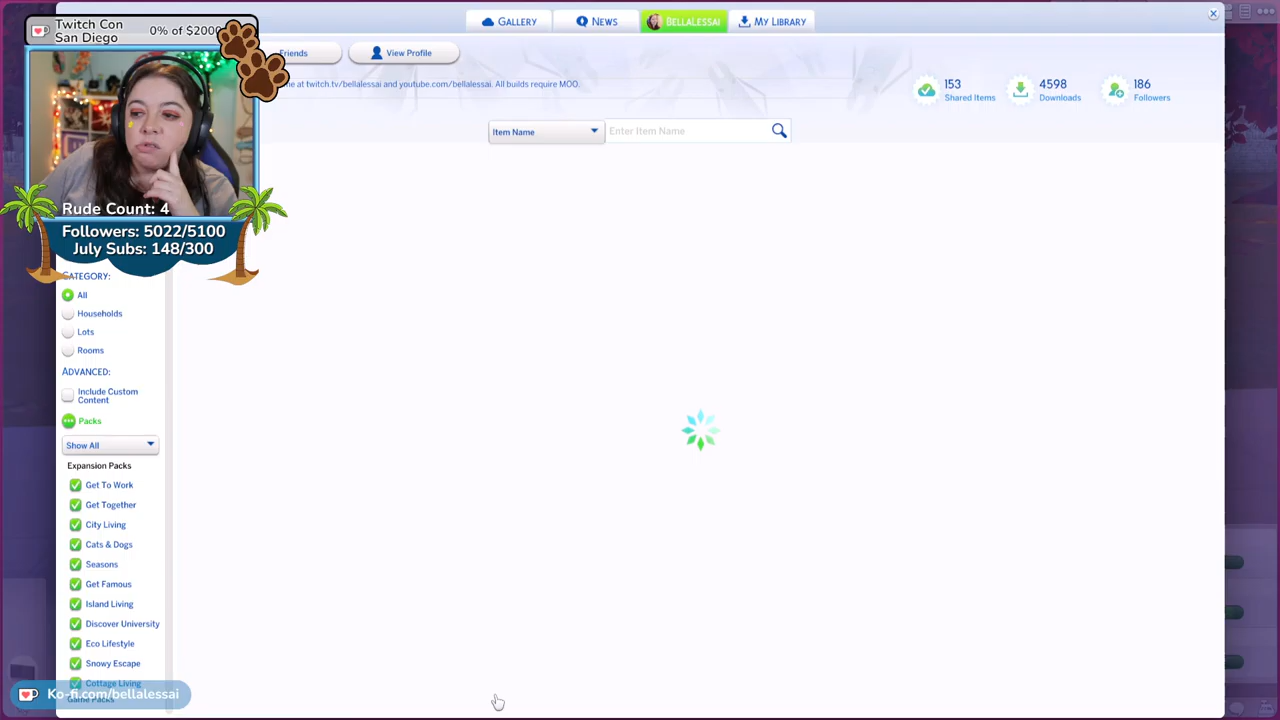 Twitch Con
San Diego
0% of $2000
GALLERY
NEWS
BELLALESSAI
MY LIBRARY
Friends
View Profile
me at twitch.tv/bellalessai and youtube.com/bellalessai. All builds require MOO.
153
Shared Items
4598
Downloads
186
Followers
Item Name
Enter Item Name
Rude Count: 4
Followers: 5022/5100
July Subs: 148/300
CATEGORY:
All
Households
Lots
Rooms
ADVANCED:
Include Custom
Content
Packs
Show All
Expansion Packs
Get To Work
Get Together
City Living
Cats & Dogs
Seasons
Get Famous
Island Living
Discover University
Eco Lifestyle
Snowy Escape
Cottage Living
Game Packs
Ko-fi.com/bellalessai